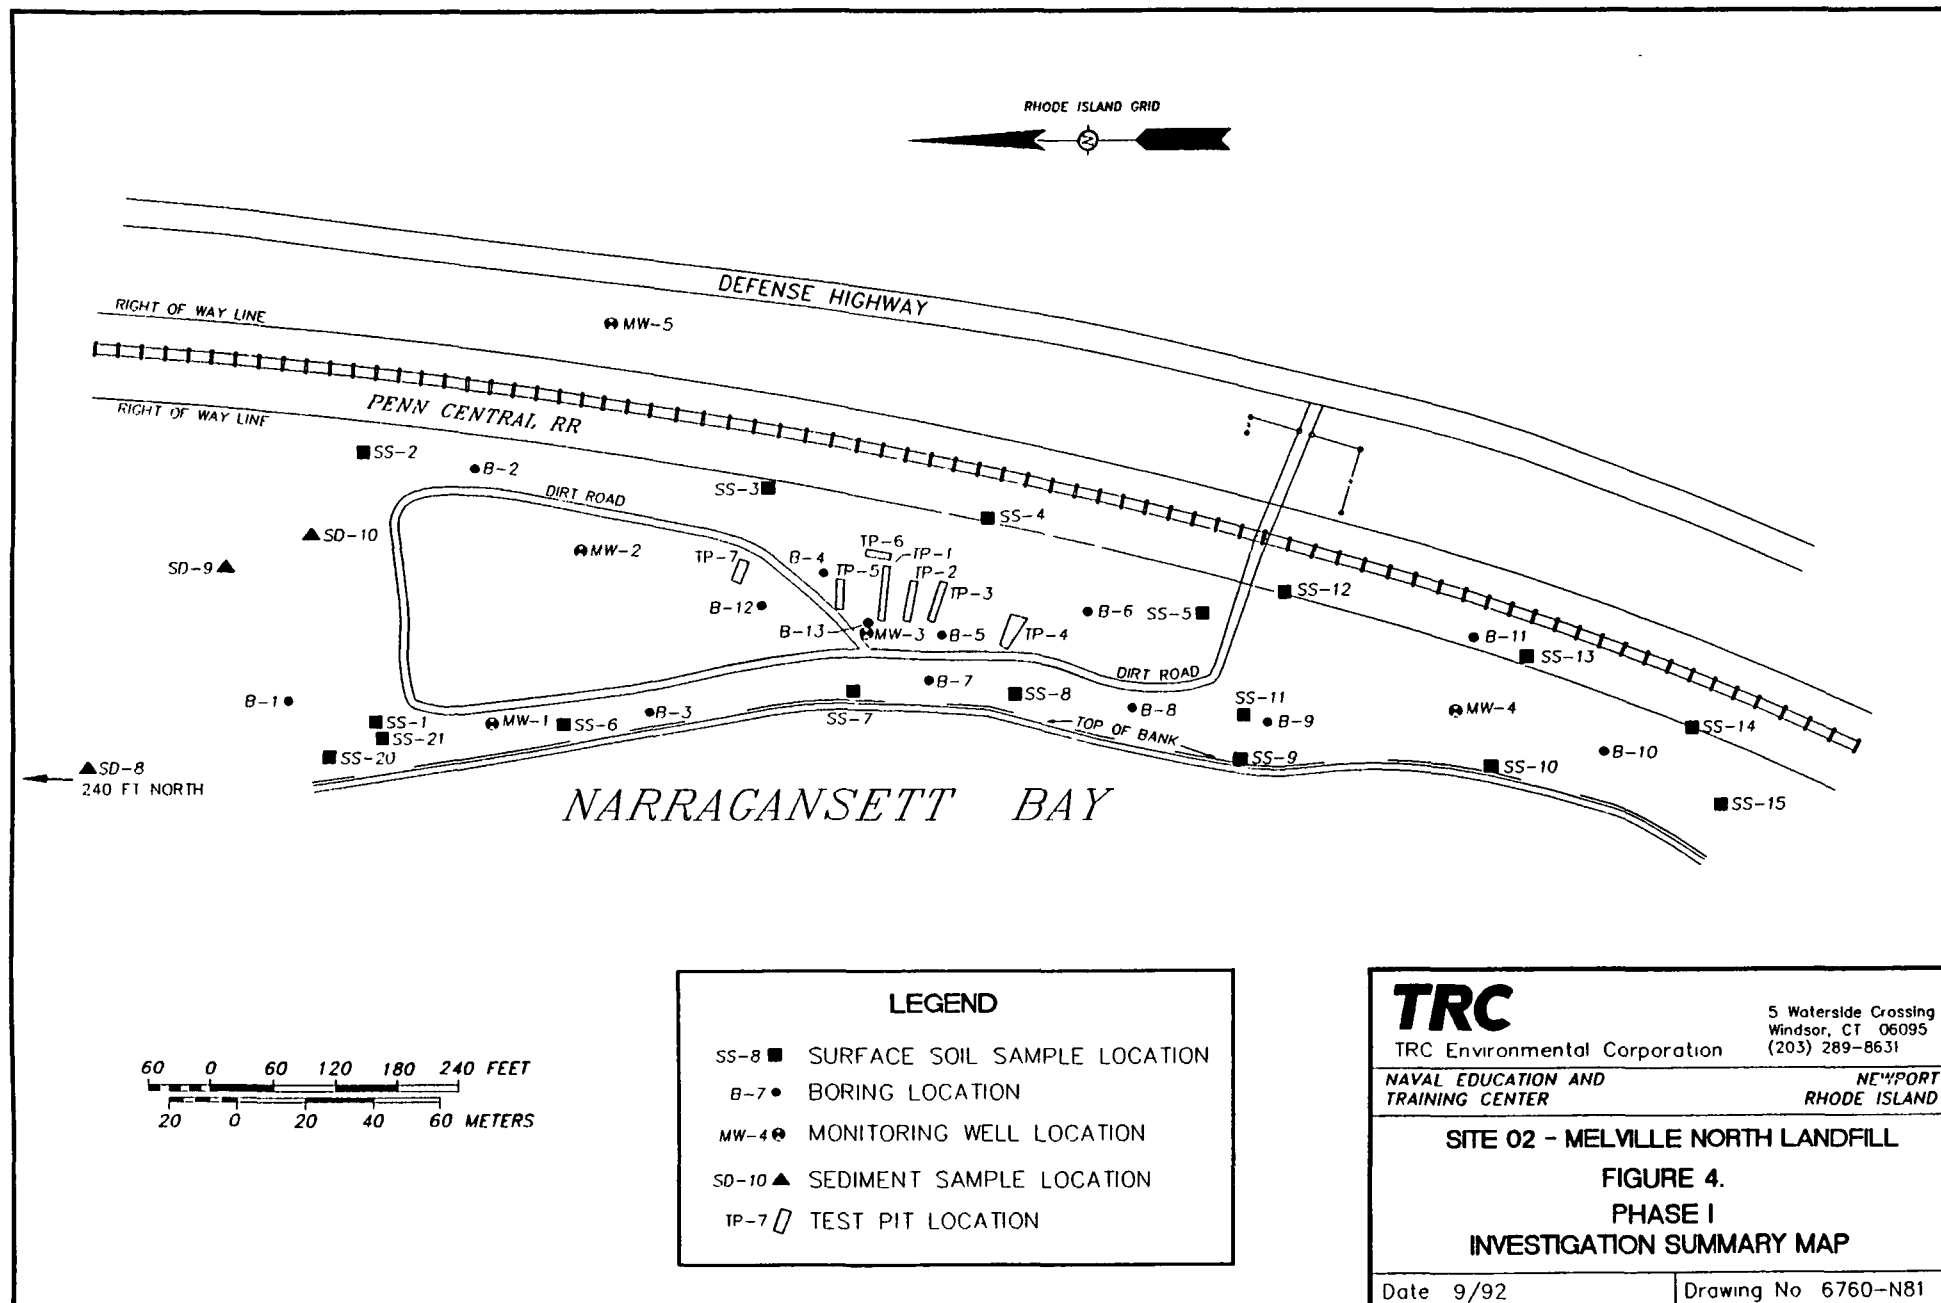 RHODE ISLAND GRID
N
DEFENSE HIGHWAY
RIGHT OF WAY LINE
MW-5
PENN CENTRAL RR
RIGHT OF WAY LINE
SS-2
B-2
SS-3
DIRT ROAD
SS-4
SD-10
SD-9
MW-2
TP-7
B-4
TP-6
TP-1
TP-5
TP-2
TP-3
B-12
B-13
MW-3
B-5
TP-4
B-6
SS-5
SS-12
B-11
SS-13
DIRT ROAD
B-1
SS-1
SS-21
SS-20
MW-1
SS-6
B-3
SS-7
B-7
SS-8
B-8
SS-11
B-9
MW-4
SS-14
TOP OF BANK
SS-9
SS-10
B-10
SS-15
SD-8
240 FT NORTH
NARRAGANSETT BAY
60 0 60 120 180 240 FEET
20 0 20 40 60 METERS
LEGEND
SS-8 SURFACE SOIL SAMPLE LOCATION
B-7 BORING LOCATION
MW-4 MONITORING WELL LOCATION
SD-10 SEDIMENT SAMPLE LOCATION
TP-7 TEST PIT LOCATION
TRC
TRC Environmental Corporation
5 Waterside Crossing
Windsor, CT 06095
(203) 289-8631
NAVAL EDUCATION AND
TRAINING CENTER
NEWPORT
RHODE ISLAND
SITE 02 - MELVILLE NORTH LANDFILL
FIGURE 4.
PHASE I
INVESTIGATION SUMMARY MAP
Date 9/92
Drawing No 6760-N81